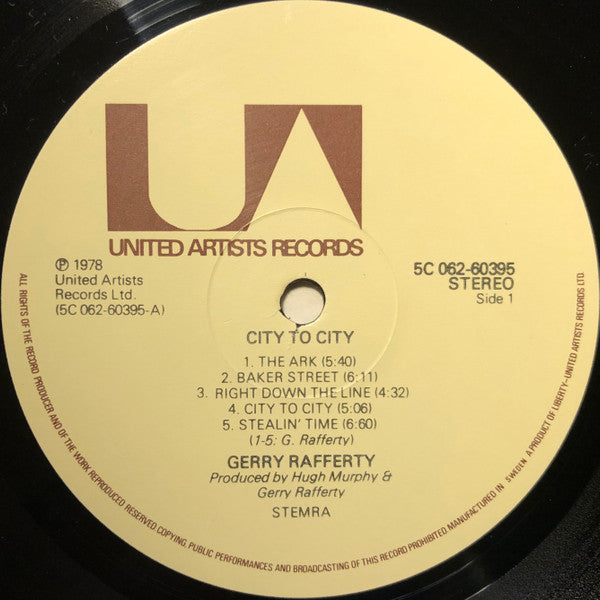 UA
UNITED ARTISTS RECORDS
℗ 1978
United Artists
Records Ltd.
(5C 062-60395-A)
5C 062-60395
STEREO
Side 1
CITY TO CITY
1. THE ARK (5:40)
2. BAKER STREET (6:11)
3. RIGHT DOWN THE LINE (4:32)
4. CITY TO CITY (5:06)
5. STEALIN' TIME (6:60)
(1-5: G. Rafferty)
GERRY RAFFERTY
Produced by Hugh Murphy &
Gerry Rafferty
STEMRA
ALL RIGHTS OF THE RECORD PRODUCER AND OF THE WORK REPRODUCED RESERVED. COPYING, PUBLIC PERFORMANCES AND BROADCASTING OF THIS RECORD PROHIBITED. MANUFACTURED IN SWEDEN A PRODUCT OF LIBERTY-UNITED ARTISTS RECORDS LTD.